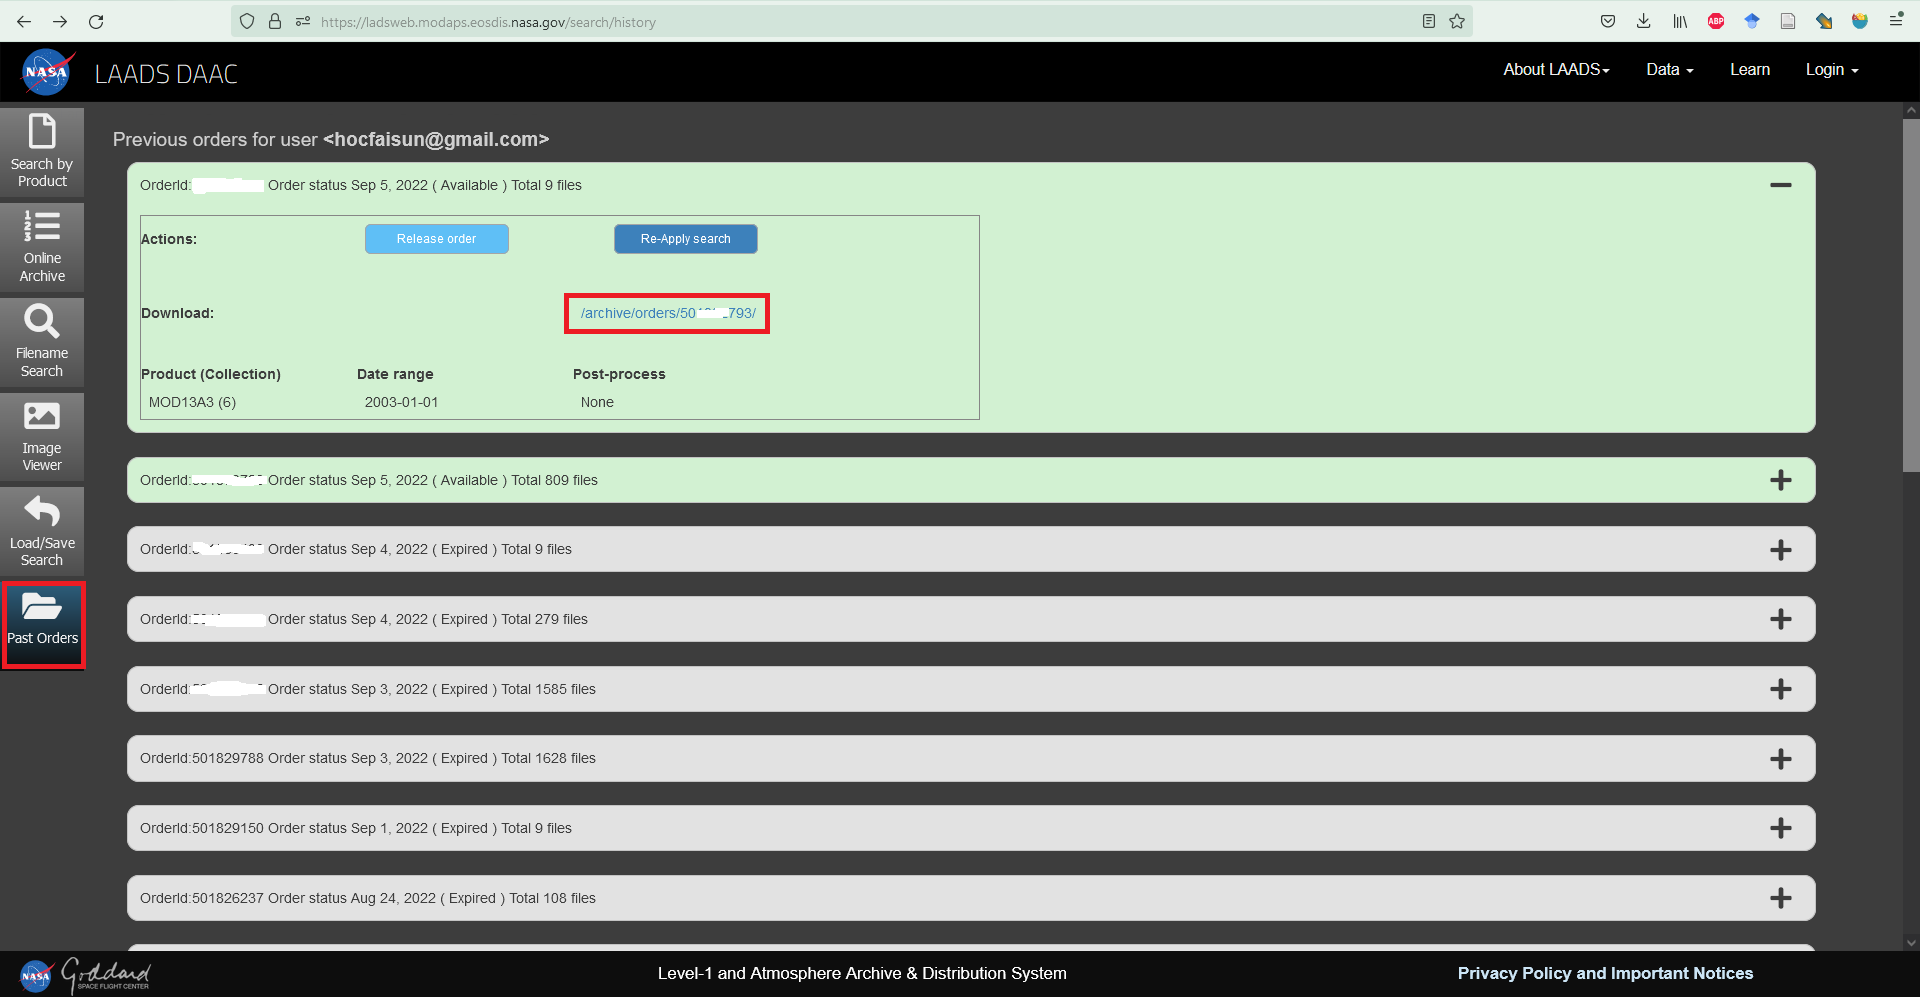 https://ladsweb.modaps.eosdis.nasa.gov/search/history
ABP
NASA
LAADS DAAC
About LAADS
Data
Learn
Login
Search by
Product
Online
Archive
Filename
Search
Image
Viewer
Load/Save
Search
Past Orders
Previous orders for user <hocfaisun@gmail.com>
OrderId: Order status Sep 5, 2022 ( Available ) Total 9 files
Actions: Release order Re-Apply search
Download: /archive/orders/50 793/
Product (Collection) Date range Post-process
MOD13A3 (6) 2003-01-01 None
OrderId: Order status Sep 5, 2022 ( Available ) Total 809 files
OrderId: Order status Sep 4, 2022 ( Expired ) Total 9 files
OrderId: Order status Sep 4, 2022 ( Expired ) Total 279 files
OrderId: Order status Sep 3, 2022 ( Expired ) Total 1585 files
OrderId:501829788 Order status Sep 3, 2022 ( Expired ) Total 1628 files
OrderId:501829150 Order status Sep 1, 2022 ( Expired ) Total 9 files
OrderId:501826237 Order status Aug 24, 2022 ( Expired ) Total 108 files
NASA
Goddard
SPACE FLIGHT CENTER
Level-1 and Atmosphere Archive & Distribution System
Privacy Policy and Important Notices